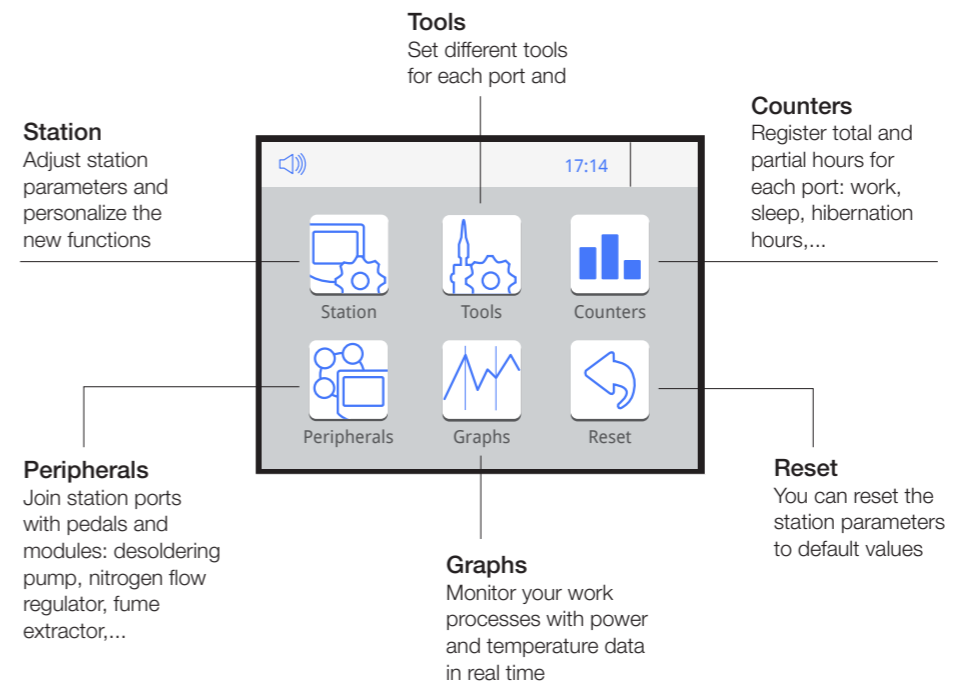 Tools
Set different tools
for each port and
Station
Adjust station
parameters and
personalize the
new functions
Counters
Register total and
partial hours for
each port: work,
sleep, hibernation
hours,...
17:14
Station
Tools
Counters
Peripherals
Graphs
Reset
Peripherals
Join station ports
with pedals and
modules: desoldering
pump, nitrogen flow
regulator, fume
extractor,...
Graphs
Monitor your work
processes with power
and temperature data
in real time
Reset
You can reset the
station parameters
to default values